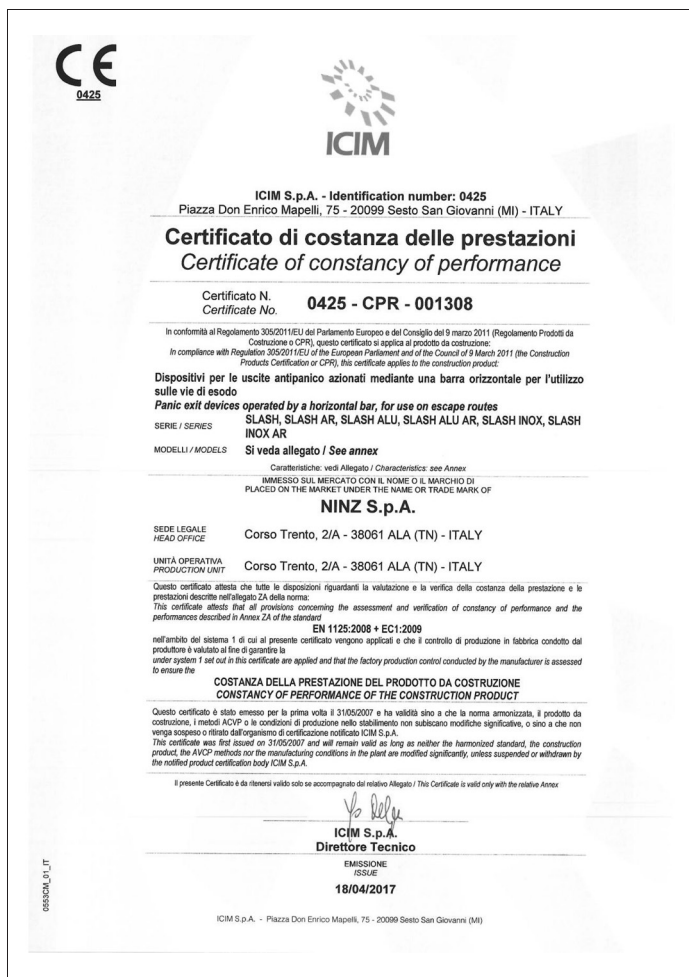 CE
0425
ICIM
ICIM S.p.A. - Identification number: 0425
Piazza Don Enrico Mapelli, 75 - 20099 Sesto San Giovanni (MI) - ITALY
Certificato di costanza delle prestazioni
Certificate of constancy of performance
Certificato N.
Certificate No.
0425 - CPR - 001308
In conformità al Regolamento 305/2011/EU del Parlamento Europeo e del Consiglio del 9 marzo 2011 (Regolamento Prodotti da
Costruzione o CPR), questo certificato si applica al prodotto da costruzione:
In compliance with Regulation 305/2011/EU of the European Parliament and of the Council of 9 March 2011 (the Construction
Products Certification or CPR), this certificate applies to the construction product:
Dispositivi per le uscite antipanico azionati mediante una barra orizzontale per l'utilizzo
sulle vie di esodo
Panic exit devices operated by a horizontal bar, for use on escape routes
SERIE / SERIES
SLASH, SLASH AR, SLASH ALU, SLASH ALU AR, SLASH INOX, SLASH
INOX AR
MODELLI / MODELS
Si veda allegato / See annex
Caratteristiche: vedi Allegato / Characteristics: see Annex
IMMESSO SUL MERCATO CON IL NOME O IL MARCHIO DI
PLACED ON THE MARKET UNDER THE NAME OR TRADE MARK OF
NINZ S.p.A.
SEDE LEGALE
HEAD OFFICE
Corso Trento, 2/A - 38061 ALA (TN) - ITALY
UNITÀ OPERATIVA
PRODUCTION UNIT
Corso Trento, 2/A - 38061 ALA (TN) - ITALY
Questo certificato attesta che tutte le disposizioni riguardanti la valutazione e la verifica della costanza della prestazione e le
prestazioni descritte nell'allegato ZA della norma:
This certificate attests that all provisions concerning the assessment and verification of constancy of performance and the
performances described in Annex ZA of the standard
EN 1125:2008 + EC1:2009
nell'ambito del sistema 1 di cui al presente certificato vengono applicati e che il controllo di produzione in fabbrica condotto dal
produttore è valutato al fine di garantire la
under system 1 set out in this certificate are applied and that the factory production control conducted by the manufacturer is assessed
to ensure the
COSTANZA DELLA PRESTAZIONE DEL PRODOTTO DA COSTRUZIONE
CONSTANCY OF PERFORMANCE OF THE CONSTRUCTION PRODUCT
Questo certificato è stato emesso per la prima volta il 31/05/2007 e ha validità sino a che la norma armonizzata, il prodotto da
costruzione, i metodi ACVP o le condizioni di produzione nello stabilimento non subiscano modifiche significative, o sino a che non
venga sospeso o ritirato dall'organismo di certificazione notificato ICIM S.p.A.
This certificate was first issued on 31/05/2007 and will remain valid as long as neither the harmonized standard, the construction
product, the AVCP methods nor the manufacturing conditions in the plant are modified significantly, unless suspended or withdrawn by
the notified product certification body ICIM S.p.A.
Il presente Certificato è da ritenersi valido solo se accompagnato dal relativo Allegato / This Certificate is valid only with the relative Annex
ICIM S.p.A.
Direttore Tecnico
EMISSIONE
ISSUE
18/04/2017
0553CM_01_IT
ICIM S.p.A. - Piazza Don Enrico Mapelli, 75 - 20099 Sesto San Giovanni (MI)